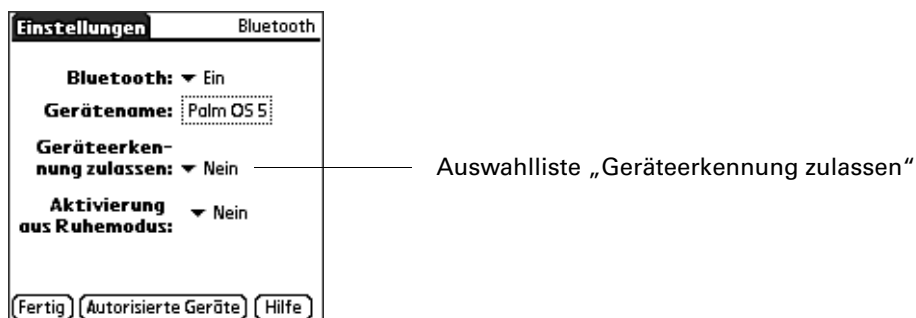 Einstellungen Bluetooth
Bluetooth: Ein
Gerätename: Palm OS 5
Geräteerken-
nung zulassen: Nein
Auswahlliste „Geräteerkennung zulassen“
Aktivierung
aus Ruhemodus: Nein
Fertig Autorisierte Geräte Hilfe